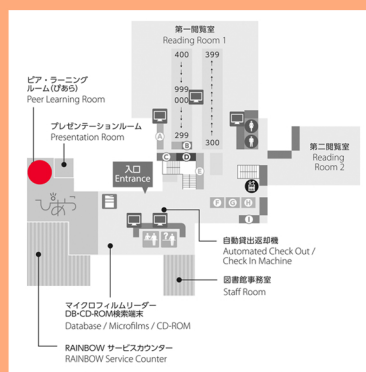 第一閲覧室
Reading Room 1
400
399
999
000
299
300
ピア・ラーニング
ルーム(ぴあら)
Peer Learning Room
プレゼンテーションルーム
Presentation Room
第二閲覧室
Reading
Room 2
A
B
C
D
E
入口
Entrance
F
G
H
I
ぴあら
?
自動貸出返却機
Automated Check Out /
Check In Machine
図書館事務室
Staff Room
マイクロフィルムリーダー
DB・CD-ROM検索端末
Database / Microfilms / CD-ROM
RAINBOW サービスカウンター
RAINBOW Service Counter